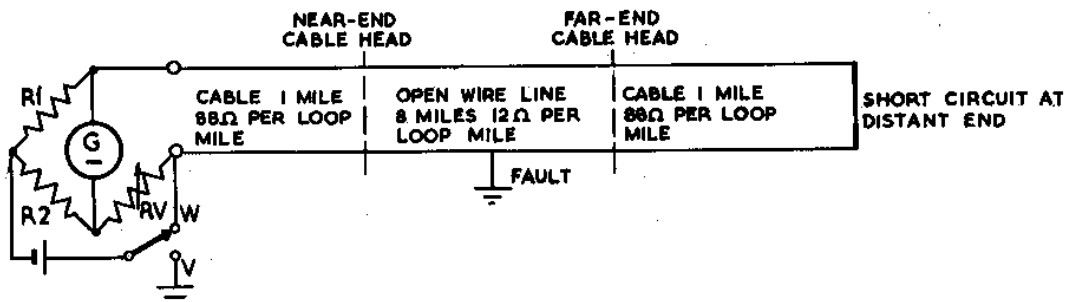 NEAR-END
CABLE HEAD
FAR-END
CABLE HEAD
R1
G
R2
RV
W
V
CABLE 1 MILE
88Ω PER LOOP
MILE
OPEN WIRE LINE
8 MILES 12Ω PER
LOOP MILE
CABLE 1 MILE
88Ω PER LOOP
MILE
SHORT CIRCUIT AT
DISTANT END
FAULT